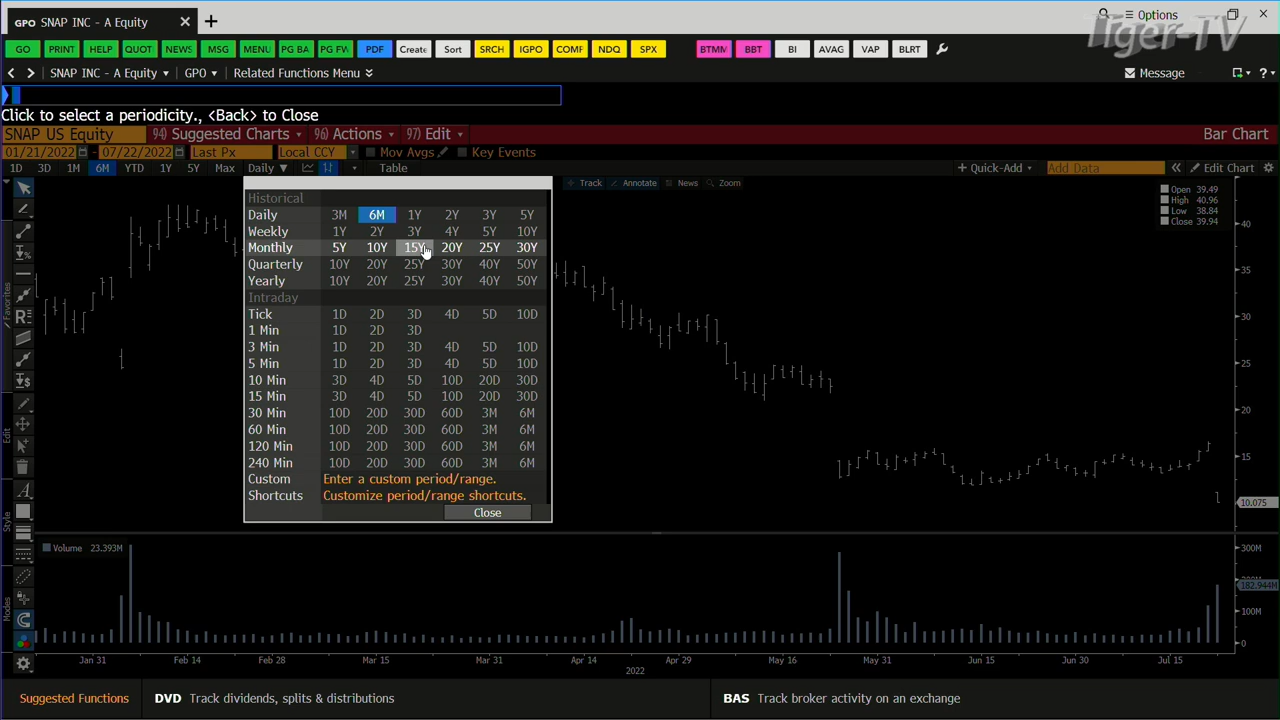 GPO SNAP INC - A Equity
Options
Tiger-TV
GO PRINT HELP QUOT NEWS MSG MENU PG BA PG FW PDF Create Sort SRCH IGPO COMF NDQ SPX BTMM BBT BI AVAG VAP BLRT
SNAP INC - A Equity GPO Related Functions Menu Message
Click to select a periodicity., <Back> to Close
SNAP US Equity 94) Suggested Charts 96) Actions 97) Edit Bar Chart
01/21/2022 - 07/22/2022 Last Px Local CCY Mov Avgs Key Events
1D 3D 1M 6M YTD 1Y 5Y Max Daily Table Quick-Add Add Data Edit Chart
Track Annotate News Zoom
Open 39.49
High 40.96
Low 38.84
Close 39.94
Historical
Daily 3M 6M 1Y 2Y 3Y 5Y
Weekly 1Y 2Y 3Y 4Y 5Y 10Y
Monthly 5Y 10Y 15Y 20Y 25Y 30Y
Quarterly 10Y 20Y 25Y 30Y 40Y 50Y
Yearly 10Y 20Y 25Y 30Y 40Y 50Y
Intraday
Tick 1D 2D 3D 4D 5D 10D
1 Min 1D 2D 3D
3 Min 1D 2D 3D 4D 5D 10D
5 Min 1D 2D 3D 4D 5D 10D
10 Min 3D 4D 5D 10D 20D 30D
15 Min 3D 4D 5D 10D 20D 30D
30 Min 10D 20D 30D 60D 3M 6M
60 Min 10D 20D 30D 60D 3M 6M
120 Min 10D 20D 30D 60D 3M 6M
240 Min 10D 20D 30D 60D 3M 6M
Custom Enter a custom period/range.
Shortcuts Customize period/range shortcuts.
Close
40
35
30
25
20
15
10.075
Favorites
Edit
Style
Modes
Volume 23.393M
300M
182.944M
100M
0
Jan 31 Feb 14 Feb 28 Mar 15 Mar 31 Apr 14 Apr 29 May 16 May 31 Jun 15 Jun 30 Jul 15
2022
Suggested Functions DVD Track dividends, splits & distributions BAS Track broker activity on an exchange